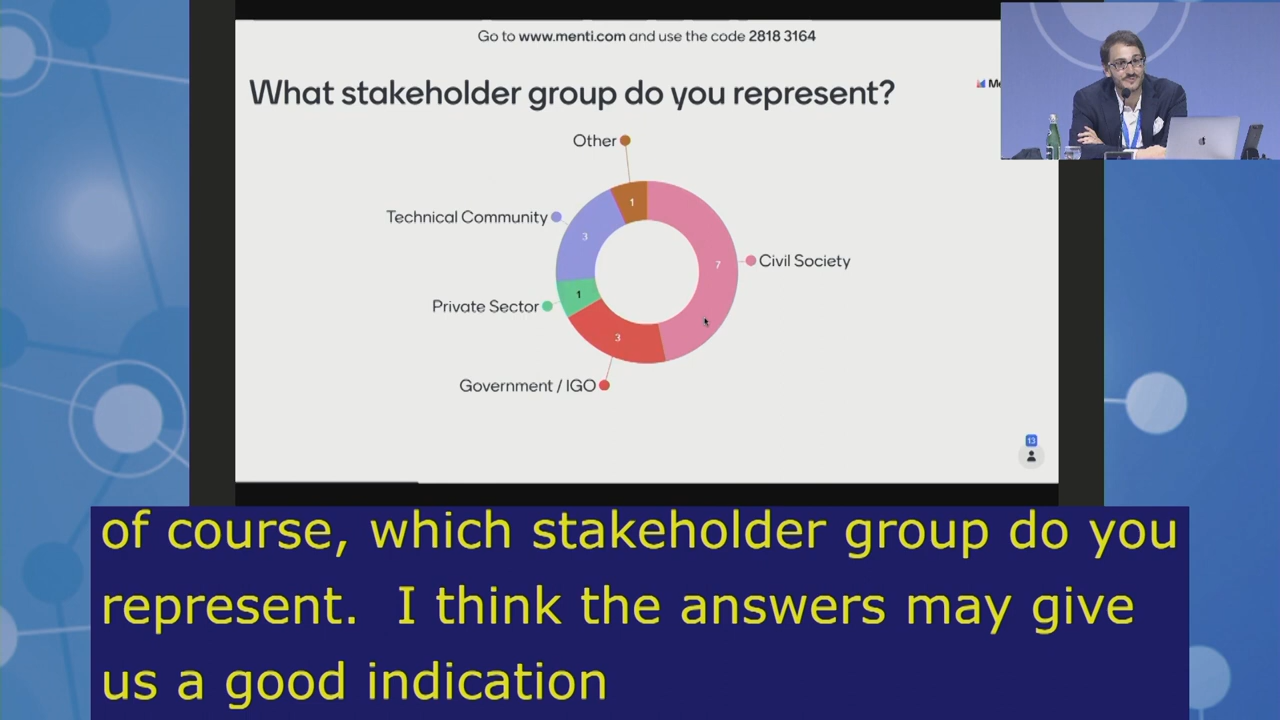 Go to www.menti.com and use the code 2818 3164
What stakeholder group do you represent?
Other
1
Technical Community
3
7
Civil Society
Private Sector
1
3
Government / IGO
13
of course, which stakeholder group do you
represent. I think the answers may give
us a good indication